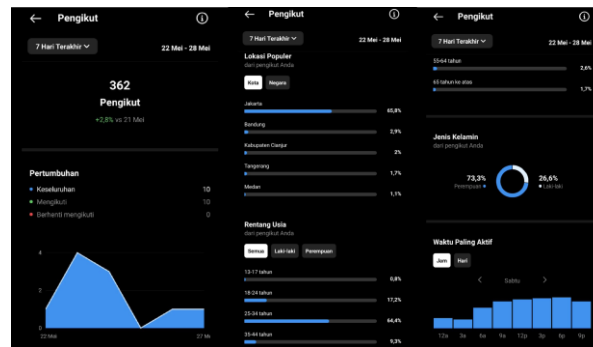 Pengikut
7 Hari Terakhir
22 Mei - 28 Mei
362
Pengikut
+2,8% vs 21 Mei
Pertumbuhan
Keseluruhan 10
Mengikuti 10
Berhenti mengikuti 0
4
2
0
22 Mei
27 Mei
Pengikut
7 Hari Terakhir
22 Mei - 28 Mei
Lokasi Populer
dari pengikut Anda
Kota Negara
Jakarta
65,8%
Bandung
2,9%
Kabupaten Cianjur
2%
Tangerang
1,7%
Medan
1,1%
Rentang Usia
dari pengikut Anda
Semua Laki-laki Perempuan
13-17 tahun
0,8%
18-24 tahun
17,2%
25-34 tahun
64,4%
35-44 tahun
9,3%
Pengikut
7 Hari Terakhir
22 Mei - 28 Mei
55-64 tahun
2,6%
65 tahun ke atas
1,7%
Jenis Kelamin
dari pengikut Anda
73,3%
Perempuan
26,6%
Laki-laki
Waktu Paling Aktif
Jam Hari
Sabtu
12a 3a 6a 9a 12p 3p 6p 9p